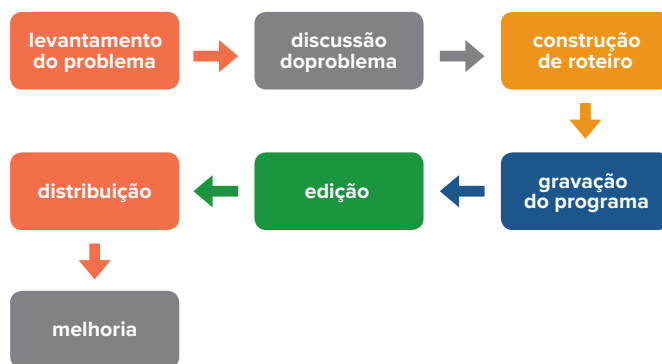 levantamento
do problema
discussão
doproblema
construção
de roteiro
gravação
do programa
edição
distribuição
melhoria